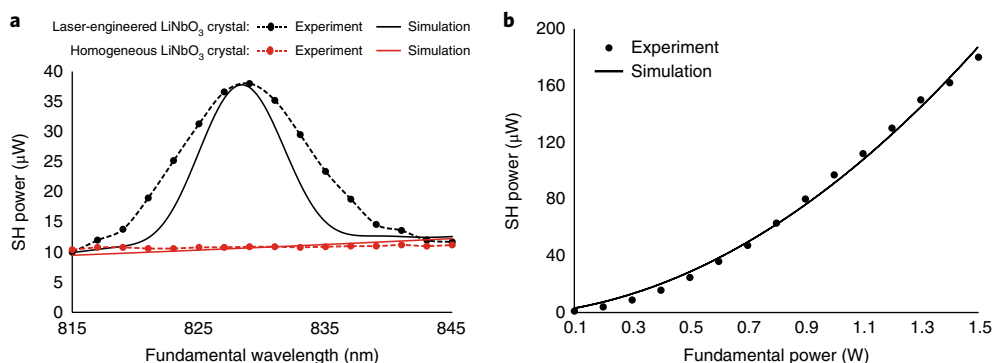 a
Laser-engineered LiNbO3 crystal: Experiment Simulation
Homogeneous LiNbO3 crystal: Experiment Simulation
40
35
30
25
20
15
10
5
0
SH power (μW)
815 825 835 845
Fundamental wavelength (nm)
b
200
160
120
80
40
0
SH power (μW)
Experiment
Simulation
0.1 0.3 0.5 0.7 0.9 1.1 1.3 1.5
Fundamental power (W)